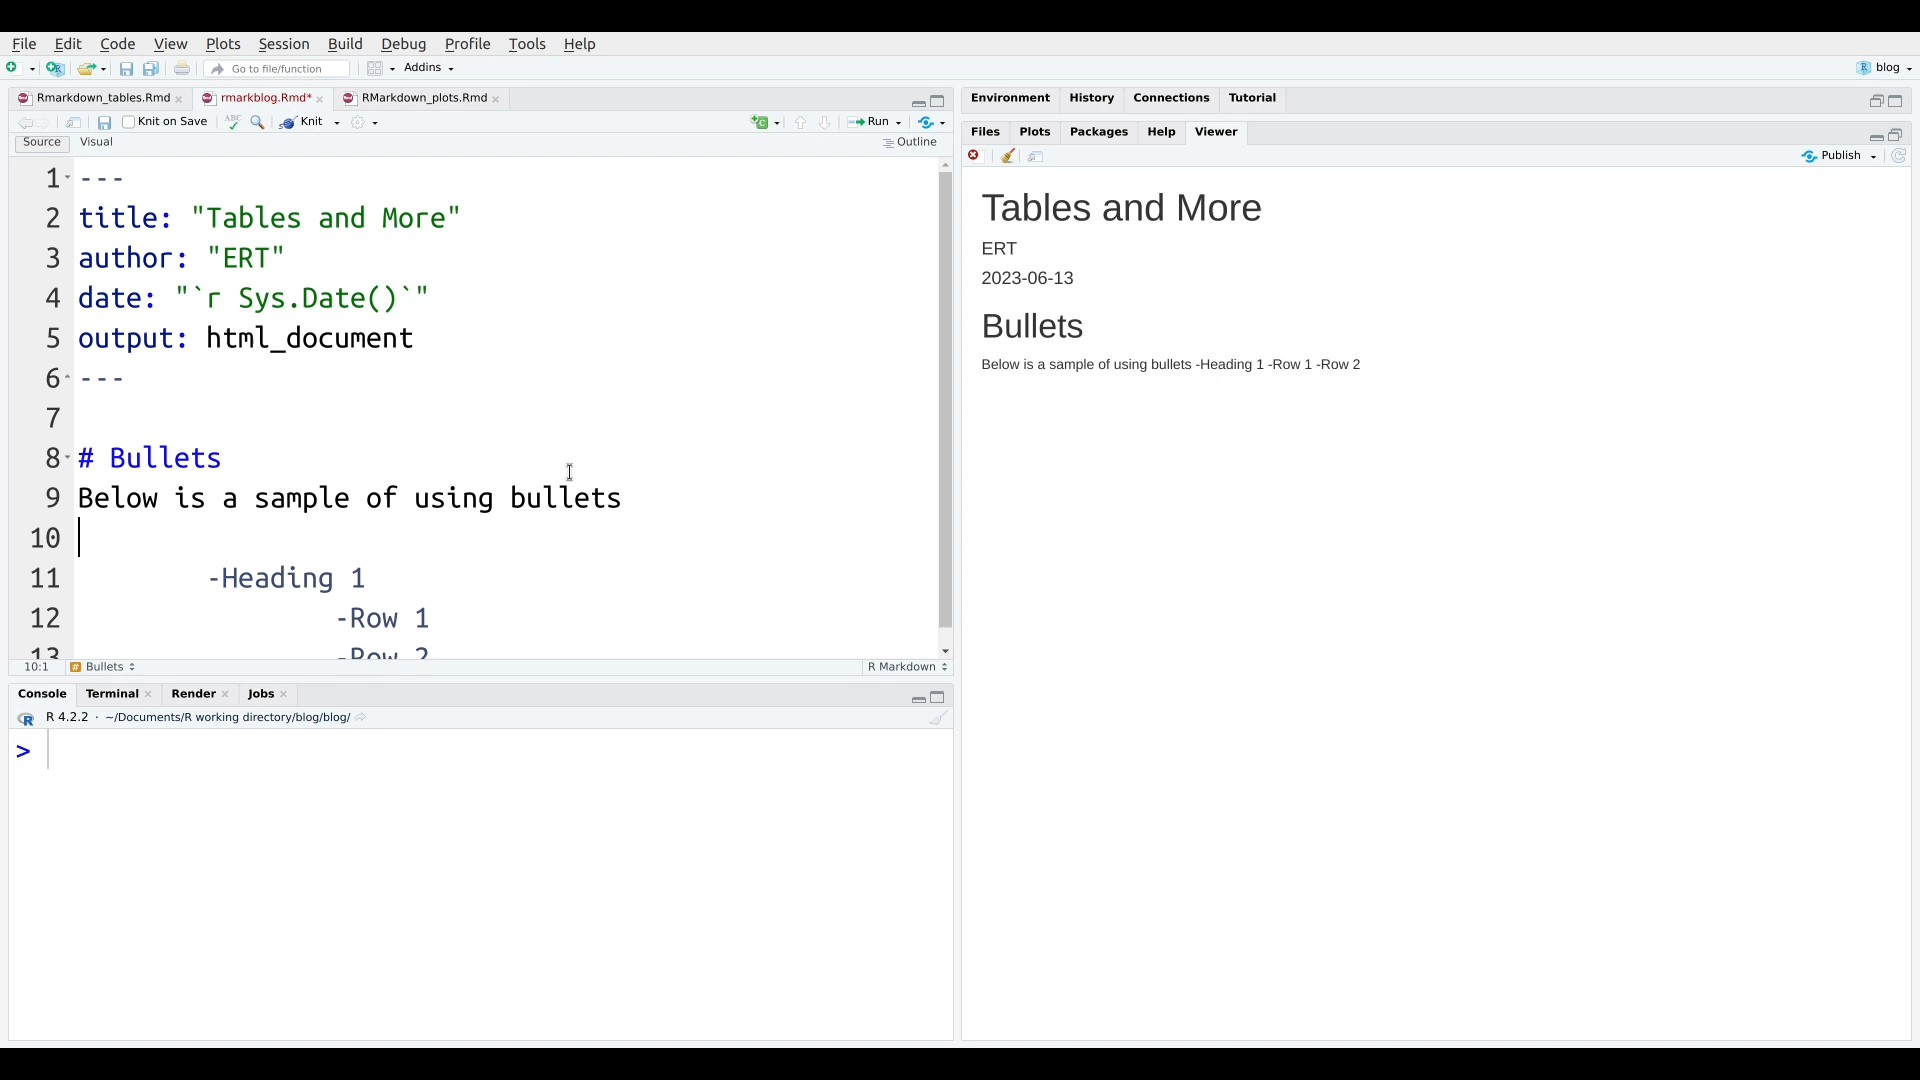 File Edit Code View Plots Session Build Debug Profile Tools Help
Go to file/function Addins blog
Rmarkdown_tables.Rmd rmarkblog.Rmd* RMarkdown_plots.Rmd
Knit on Save ABC Knit Run
Source Visual Outline
1 ---
2 title: "Tables and More"
3 author: "ERT"
4 date: "`r Sys.Date()`"
5 output: html_document
6 ---
7
8 # Bullets
9 Below is a sample of using bullets
10
11 -Heading 1
12 -Row 1
13 -Row 2
10:1 # Bullets R Markdown
Console Terminal Render Jobs
R 4.2.2 · ~/Documents/R working directory/blog/blog/
>
Environment History Connections Tutorial
Files Plots Packages Help Viewer
Publish
Tables and More
ERT
2023-06-13
Bullets
Below is a sample of using bullets -Heading 1 -Row 1 -Row 2